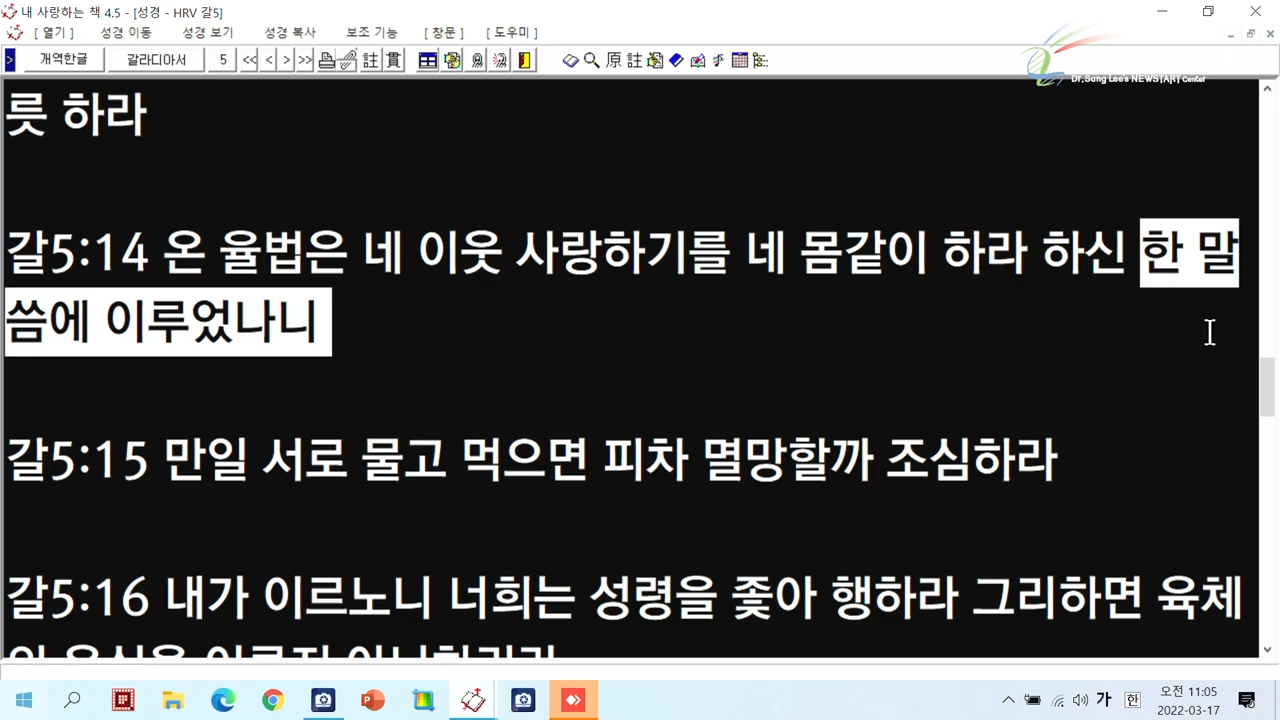 내 사랑하는 책 4.5 - [성경 - HRV 갈5]
[ 열기 ] 성경 이동 성경 보기 성경 복사 보조 기능 [ 창문 ] [ 도우미 ]
개역한글 갈라디아서 5 << < > >> 註 貫 原 註
Dr.Sang Lee's NEWSTART Center
릇 하라
갈5:14 온 율법은 네 이웃 사랑하기를 네 몸같이 하라 하신 한 말
씀에 이루었나니
갈5:15 만일 서로 물고 먹으면 피차 멸망할까 조심하라
갈5:16 내가 이르노니 너희는 성령을 좇아 행하라 그리하면 육체
가 한 오전 11:05
2022-03-17